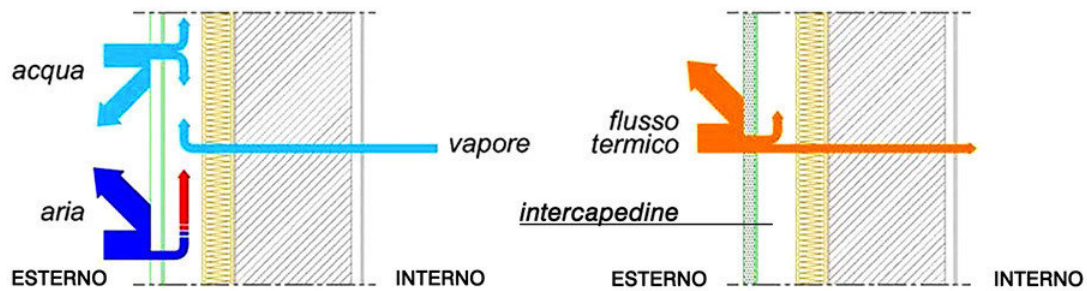 acqua
vapore
aria
ESTERNO
INTERNO
flusso
termico
intercapedine
ESTERNO
INTERNO